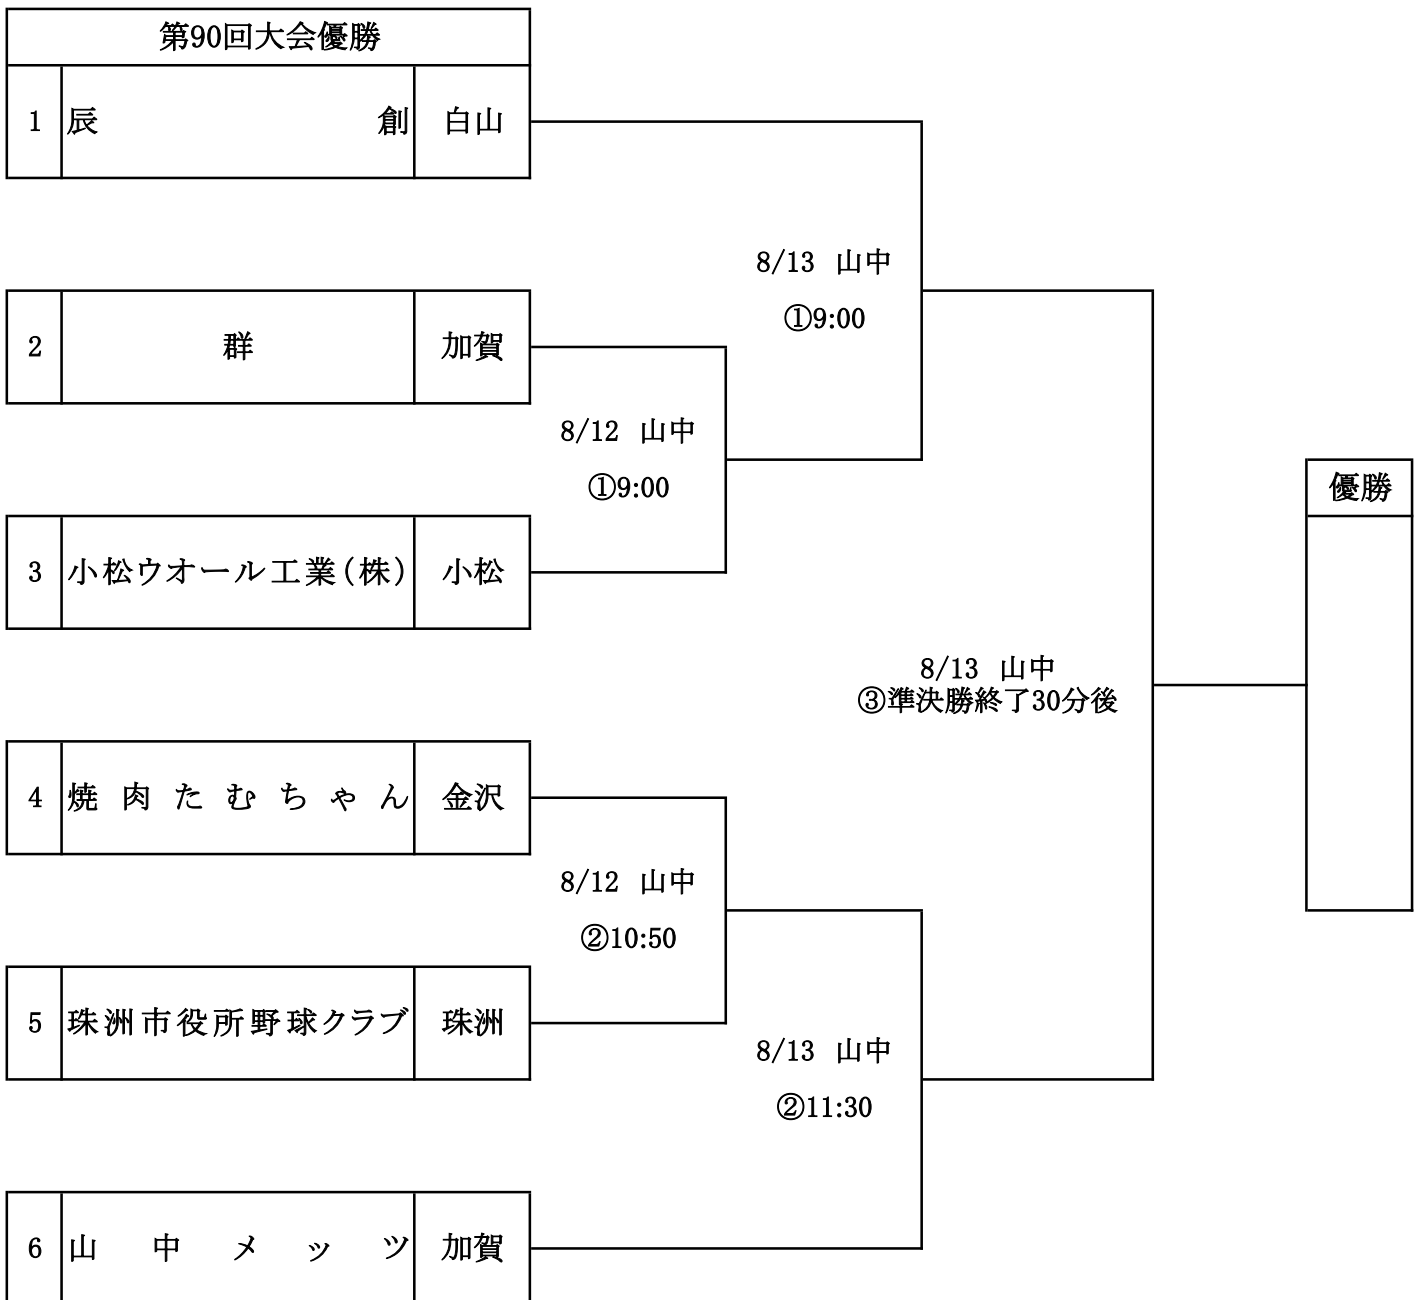 第90回大会優勝
1 辰創 白山
8/13 山中
①9:00
2 群 加賀
8/12 山中
①9:00
優勝
3 小松ウオール工業(株) 小松
8/13 山中
③準決勝終了30分後
4 焼肉たむちゃん 金沢
8/12 山中
②10:50
5 珠洲市役所野球クラブ 珠洲
8/13 山中
②11:30
6 山中メッツ 加賀